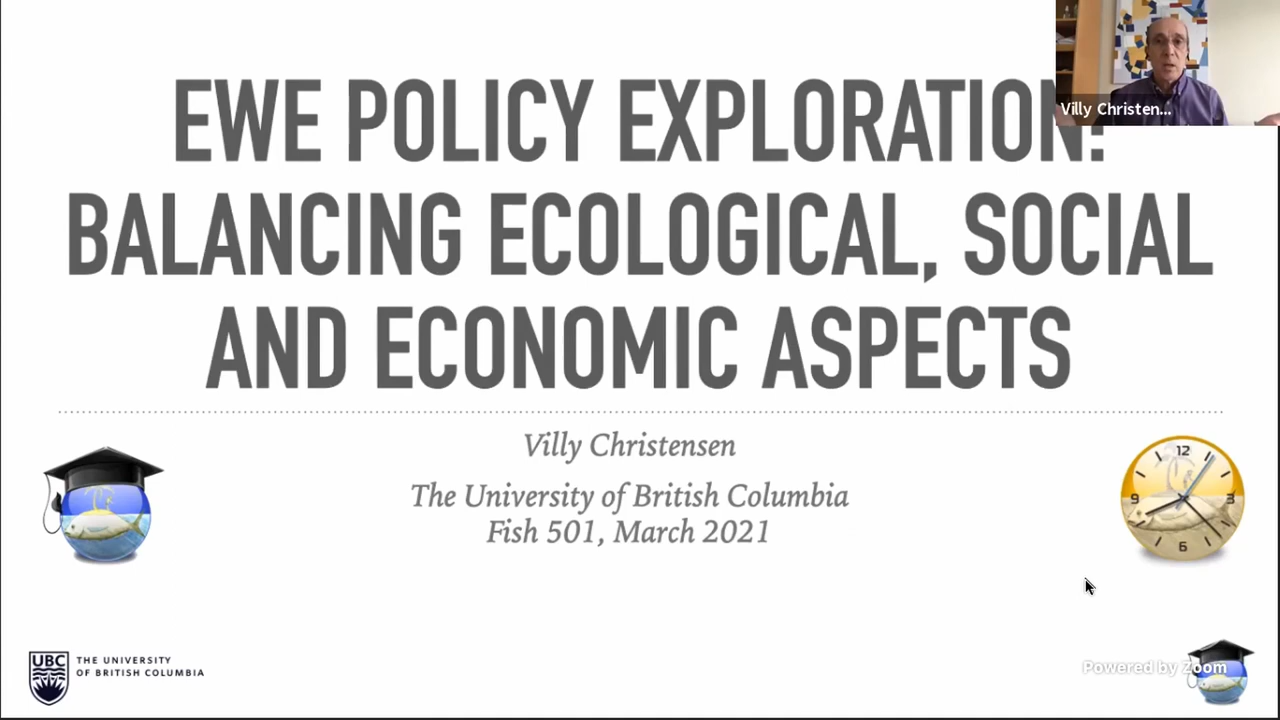 EWE POLICY EXPLORATION:
BALANCING ECOLOGICAL, SOCIAL
AND ECONOMIC ASPECTS
Villy Christen...
Villy Christensen
The University of British Columbia
Fish 501, March 2021
12
9
3
6
UBC
THE UNIVERSITY
OF BRITISH COLUMBIA
Powered by Zoom